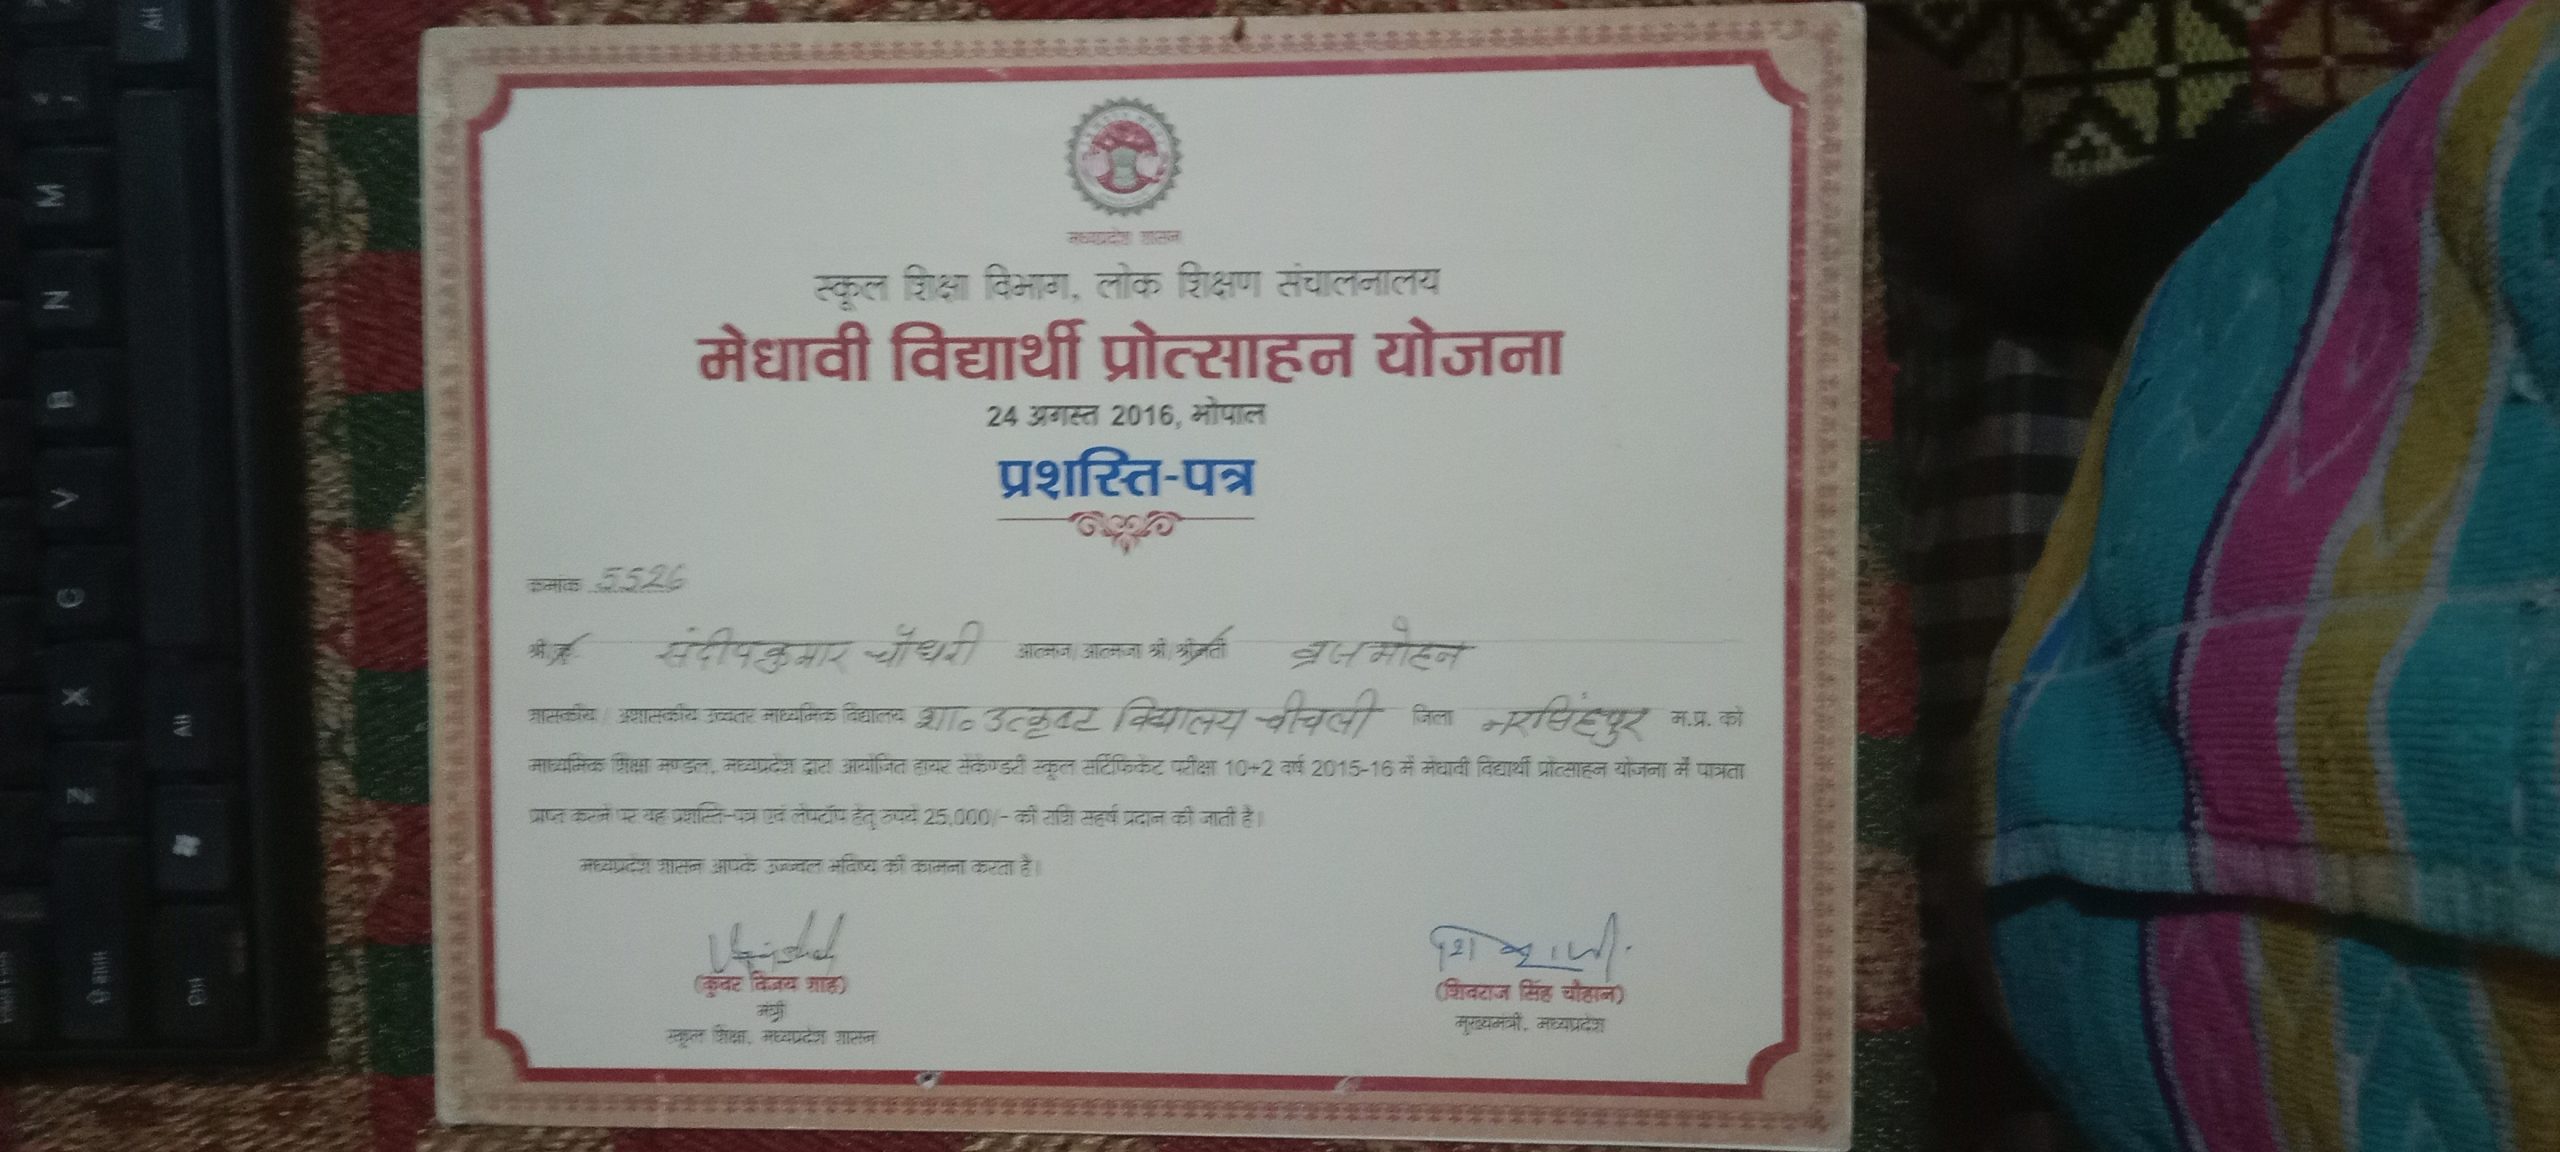 मध्यप्रदेश शासन
स्कूल शिक्षा विभाग, लोक शिक्षण संचालनालय
मेधावी विद्यार्थी प्रोत्साहन योजना
24 अगस्त 2016, भोपाल
प्रशस्ति-पत्र
क्रमांक 5526
श्री/सुश्री संदीपकुमार चौधरी आत्मज/आत्मजा श्री/श्रीमती ब्रजमोहन
शासकीय/अशासकीय उच्चतर माध्यमिक विद्यालय शा० उत्कृष्ट विद्यालय चीचली जिला नरसिंहपुर म.प्र. को
माध्यमिक शिक्षा मण्डल, मध्यप्रदेश द्वारा आयोजित हायर सेकेण्डरी स्कूल सर्टिफिकेट परीक्षा 10+2 वर्ष 2015-16 में मेधावी विद्यार्थी प्रोत्साहन योजना में पात्रता
प्राप्त करने पर यह प्रशस्ति-पत्र एवं लेपटॉप हेतु रुपये 25,000/- की राशि सहर्ष प्रदान की जाती है।
मध्यप्रदेश शासन आपके उज्ज्वल भविष्य की कामना करता है।
(कुंवर विजय शाह)
मंत्री
स्कूल शिक्षा, मध्यप्रदेश शासन
(शिवराज सिंह चौहान)
मुख्यमंत्री, मध्यप्रदेश
Alt
M
N
B
V
C
X
Alt
Z